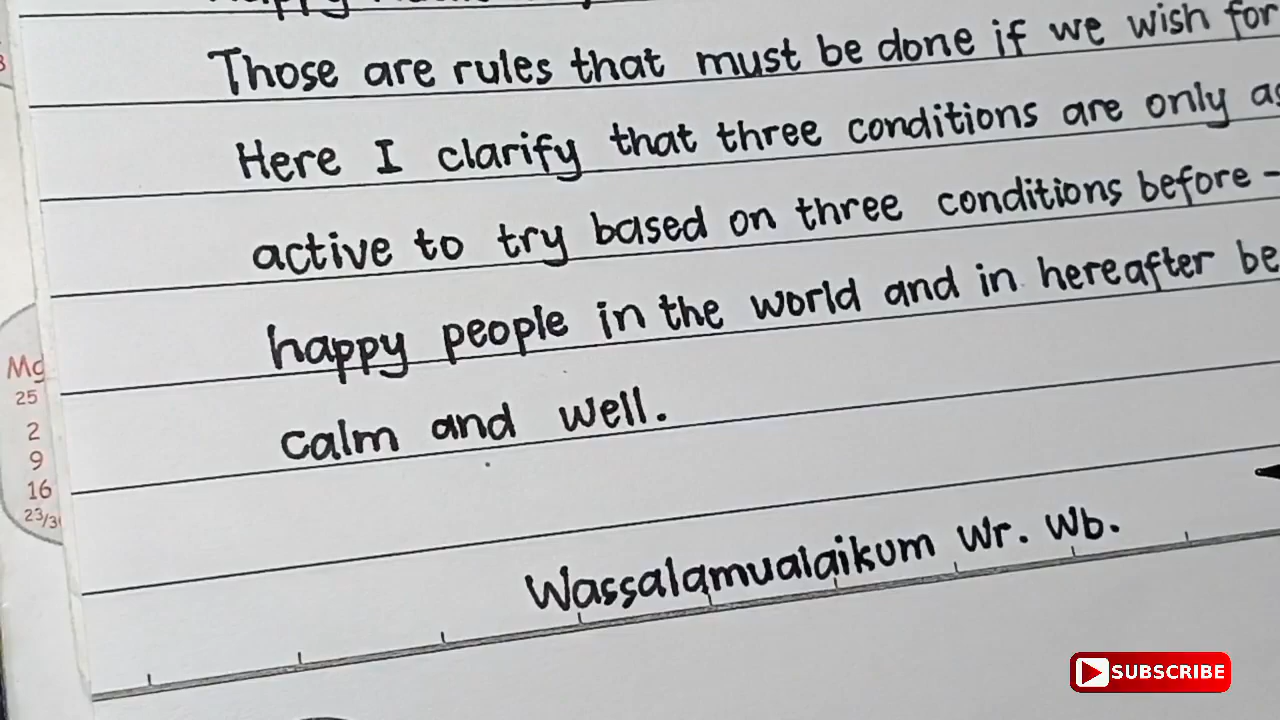 Those are rules that must be done if we wish for
Here I clarify that three conditions are only as
active to try based on three conditions before -
happy people in the world and in hereafter be
calm and well.
Wassalamualaikum Wr. Wb.
Mg
25
2
9
16
23/30
SUBSCRIBE